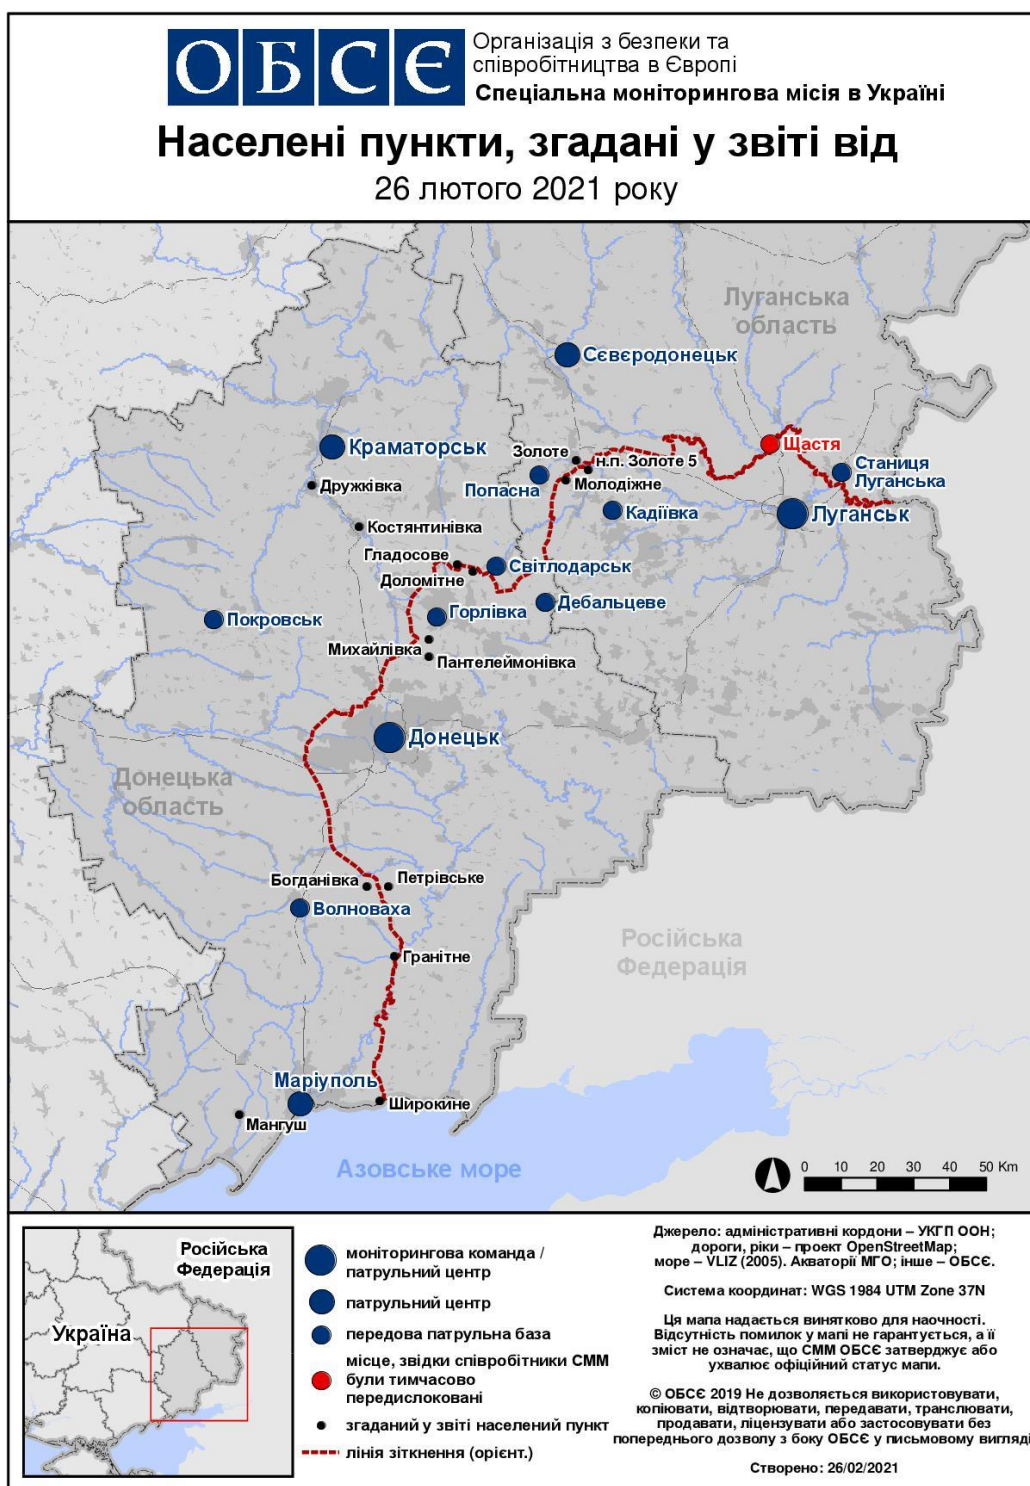 ОБСЄ
Організація з безпеки та
співробітництва в Європі
Спеціальна моніторингова місія в Україні
Населені пункти, згадані у звіті від
26 лютого 2021 року
Луганська
область
Сєвєродонецьк
Щастя
Краматорськ
Золоте
н.п. Золоте 5
Станиця
Луганська
Дружківка
Попасна
Молодіжне
Кадіївка
Луганськ
Костянтинівка
Гладосове
Світлодарськ
Доломітне
Дебальцеве
Горлівка
Покровськ
Михайлівка
Пантелеймонівка
Донецьк
Донецька
область
Богданівка
Петрівське
Волноваха
Гранітне
Російська
Федерація
Маріуполь
Широкине
Мангуш
Азовське море
0 10 20 30 40 50 Km
Російська
Федерація
Україна
моніторингова команда /
патрульний центр
патрульний центр
передова патрульна база
місце, звідки співробітники СММ
були тимчасово
передислоковані
згаданий у звіті населений пункт
лінія зіткнення (орієнт.)
Джерело: адміністративні кордони – УКГП ООН;
дороги, ріки – проект OpenStreetMap;
море – VLIZ (2005). Акваторії МГО; інше – ОБСЄ.
Система координат: WGS 1984 UTM Zone 37N
Ця мапа надається винятково для наочності.
Відсутність помилок у мапі не гарантується, а її
зміст не означає, що СММ ОБСЄ затверджує або
ухвалює офіційний статус мапи.
© ОБСЄ 2019 Не дозволяється використовувати,
копіювати, відтворювати, передавати, транслювати,
продавати, ліцензувати або застосовувати без
попереднього дозволу з боку ОБСЄ у письмовому вигляді
Створено: 26/02/2021